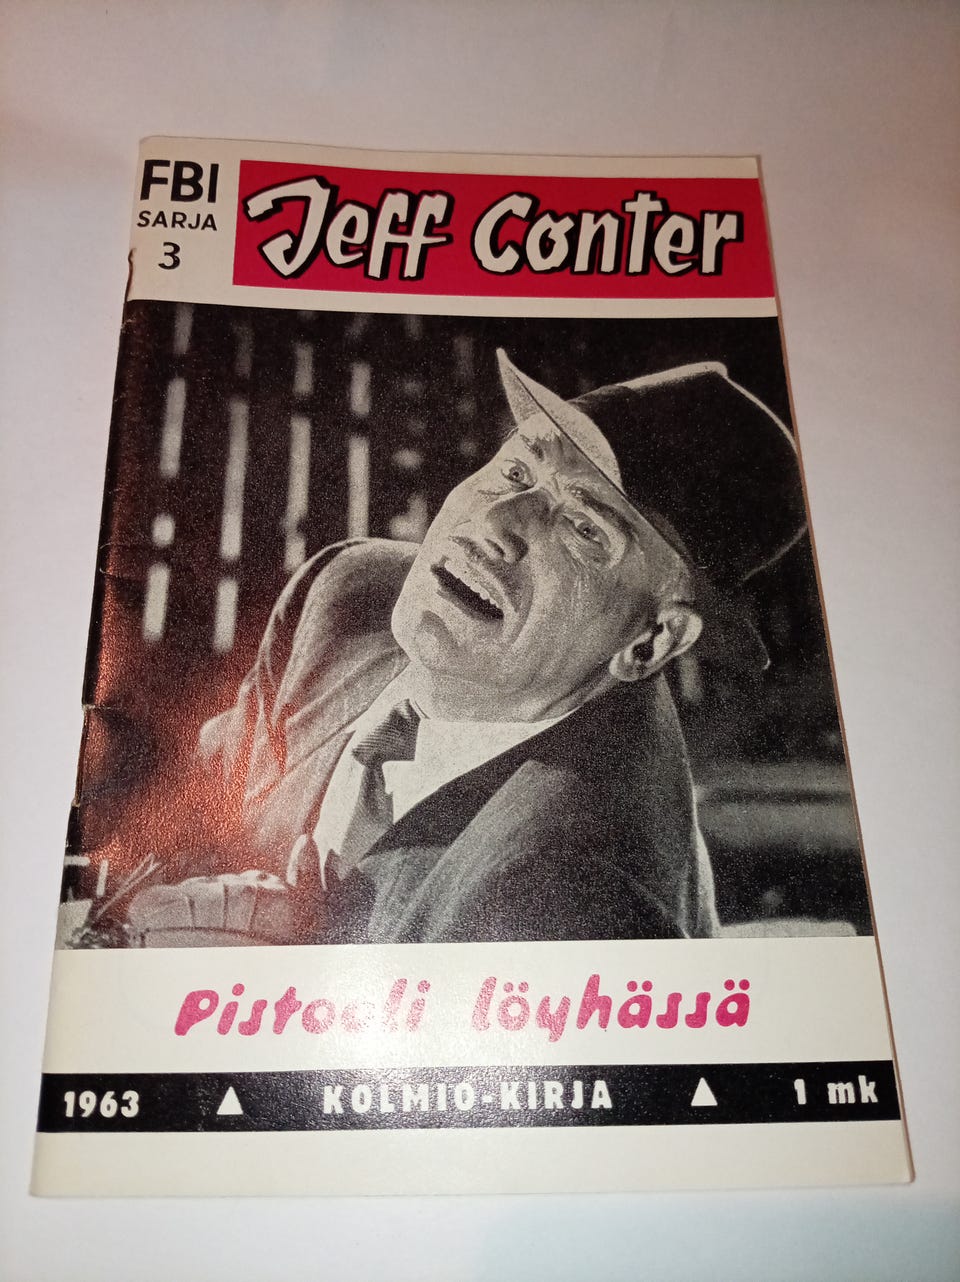 FBI
SARJA
3
Jeff Conter
Pistooli löyhässä
1963 ▲ KOLMIO-KIRJA ▲ 1 mk